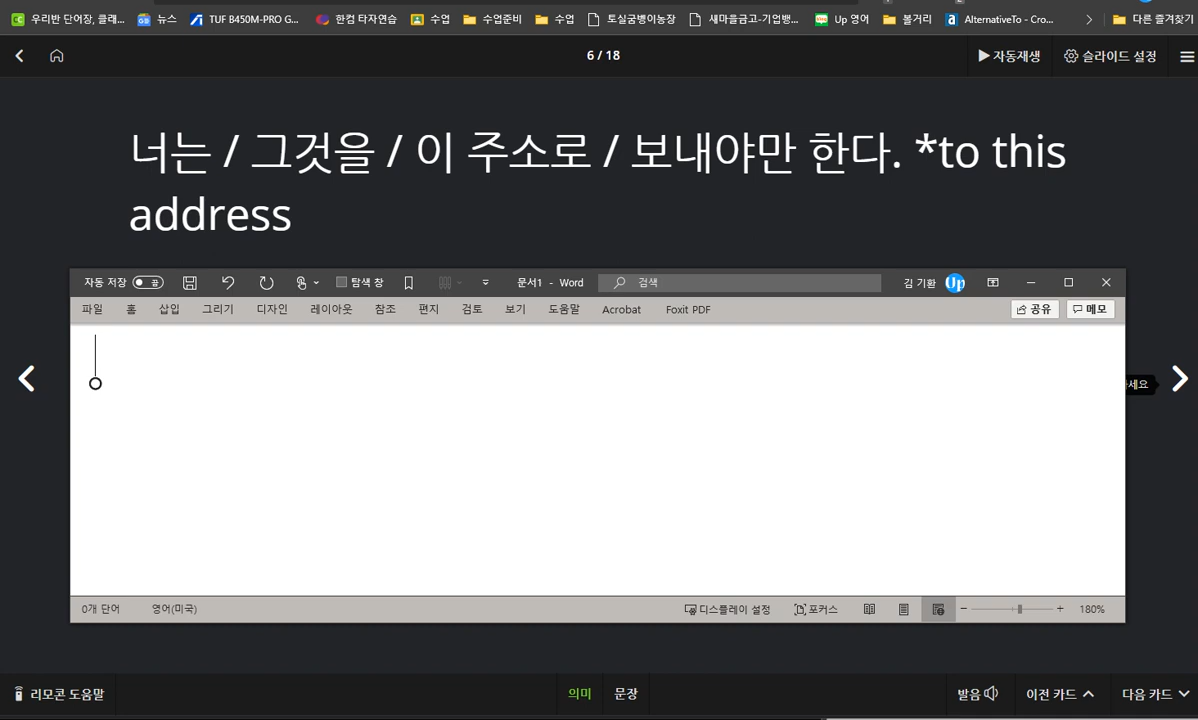 우리반 단어장, 클래... 뉴스 TUF B450M-PRO G... 한컴 타자연습 수업 수업준비 수업 토실굼벵이농장 새마을금고-기업뱅... Up 영어 볼거리 AlternativeTo - Cro... 다른 즐겨찾기
6 / 18 자동재생 슬라이드 설정
너는 / 그것을 / 이 주소로 / 보내야만 한다. *to this
address
자동 저장 끔 탐색 창 문서1 - Word 검색 김 기환 Up
파일 홈 삽입 그리기 디자인 레이아웃 참조 편지 검토 보기 도움말 Acrobat Foxit PDF 공유 메모
세요
0개 단어 영어(미국) 디스플레이 설정 포커스 180%
리모콘 도움말 의미 문장 발음 이전 카드 다음 카드